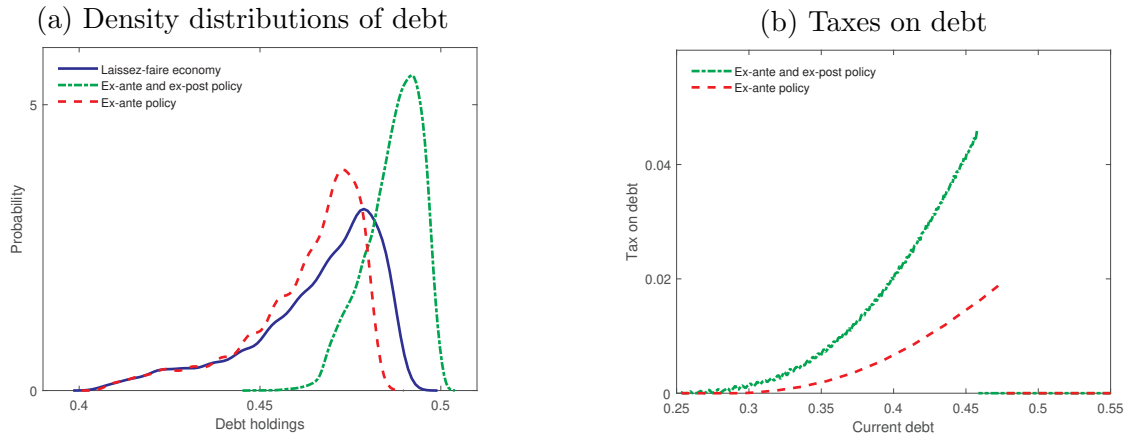 (a) Density distributions of debt
Laissez-faire economy
Ex-ante and ex-post policy
Ex-ante policy
5
0
Probability
0.4
0.45
0.5
Debt holdings
(b) Taxes on debt
Ex-ante and ex-post policy
Ex-ante policy
0.04
0.02
0
Tax on debt
0.25
0.3
0.35
0.4
0.45
0.5
0.55
Current debt